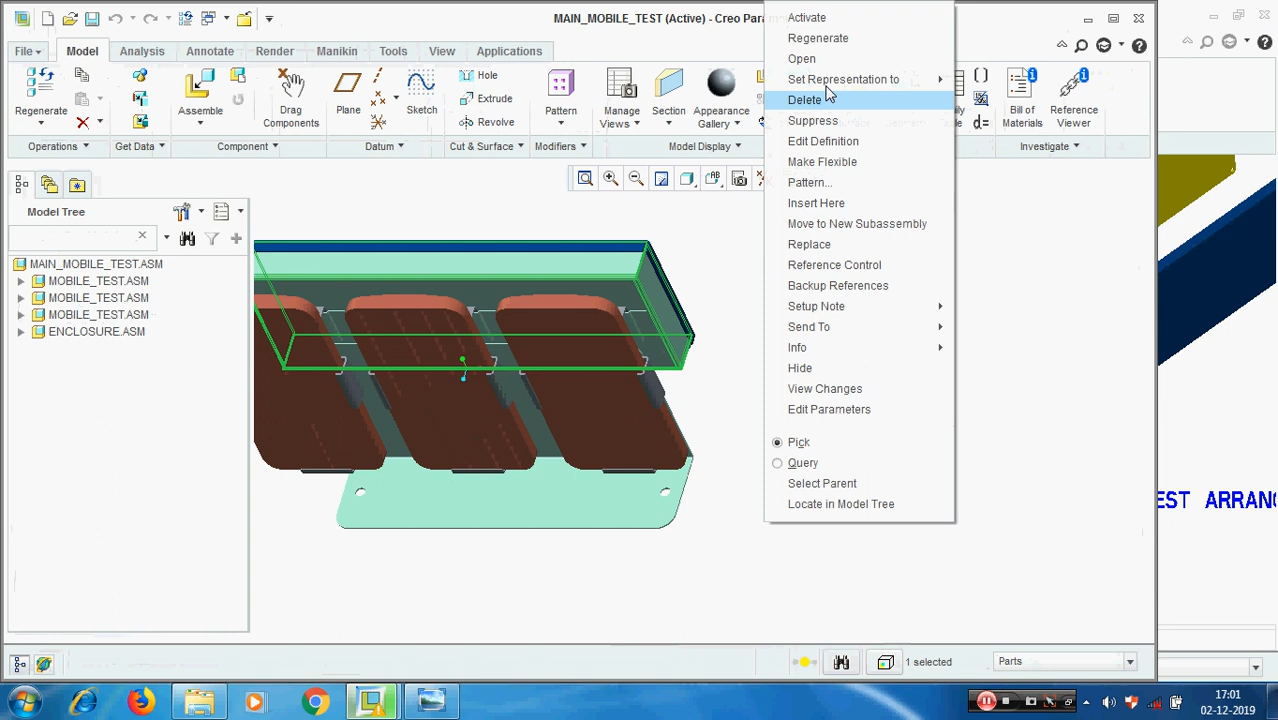 MAIN_MOBILE_TEST (Active) - Creo Param
File
Model
Analysis
Annotate
Render
Manikin
Tools
View
Applications
Regenerate
Assemble
Drag
Components
Plane
Sketch
Hole
Extrude
Revolve
Pattern
Manage
Views
Section
Appearance
Gallery
Bill of
Materials
Reference
Viewer
Operations
Get Data
Component
Datum
Cut & Surface
Modifiers
Model Display
Investigate
Model Tree
MAIN_MOBILE_TEST.ASM
MOBILE_TEST.ASM
MOBILE_TEST.ASM
MOBILE_TEST.ASM
ENCLOSURE.ASM
Activate
Regenerate
Open
Set Representation to
Delete
Suppress
Edit Definition
Make Flexible
Pattern...
Insert Here
Move to New Subassembly
Replace
Reference Control
Backup References
Setup Note
Send To
Info
Hide
View Changes
Edit Parameters
Pick
Query
Select Parent
Locate in Model Tree
EST ARRANG
1 selected
Parts
17:01
02-12-2019